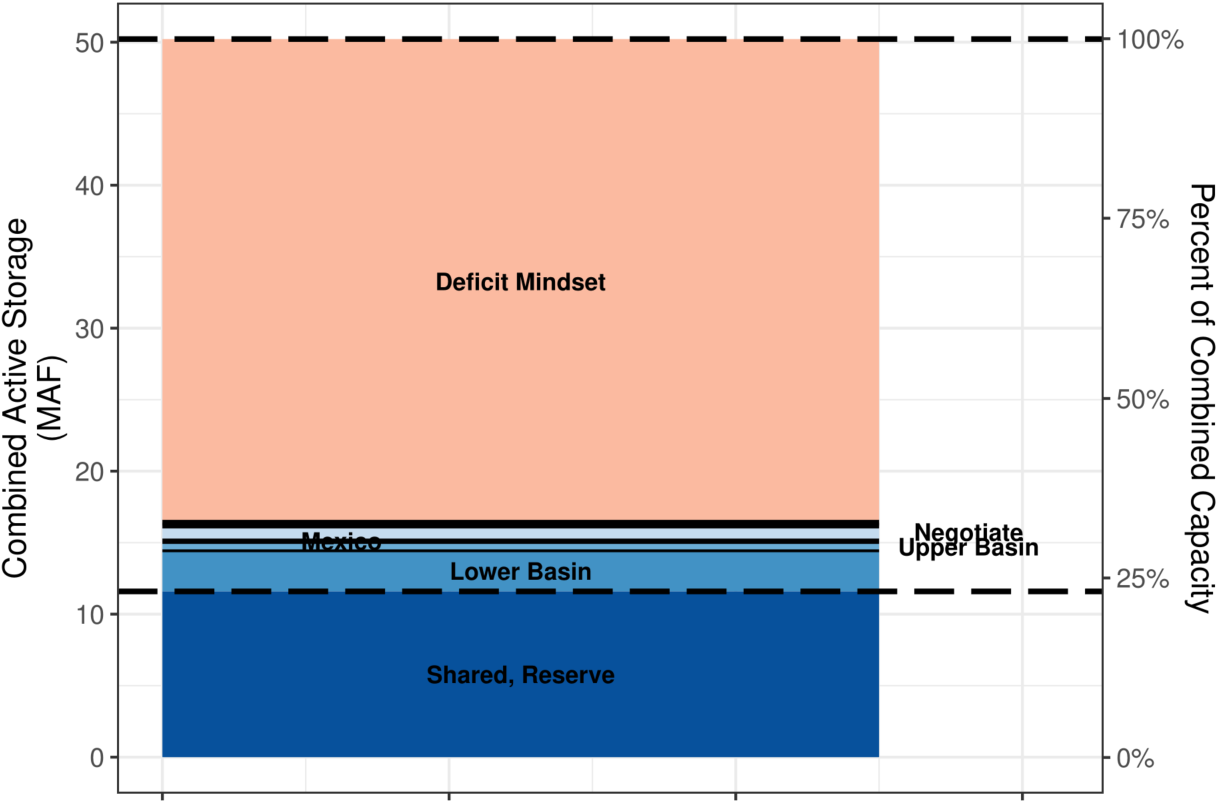 Combined Active Storage
(MAF)
50
40
30
20
10
0
Deficit Mindset
Mexico
Lower Basin
Shared, Reserve
Negotiate
Upper Basin
100%
75%
50%
25%
0%
Percent of Combined Capacity